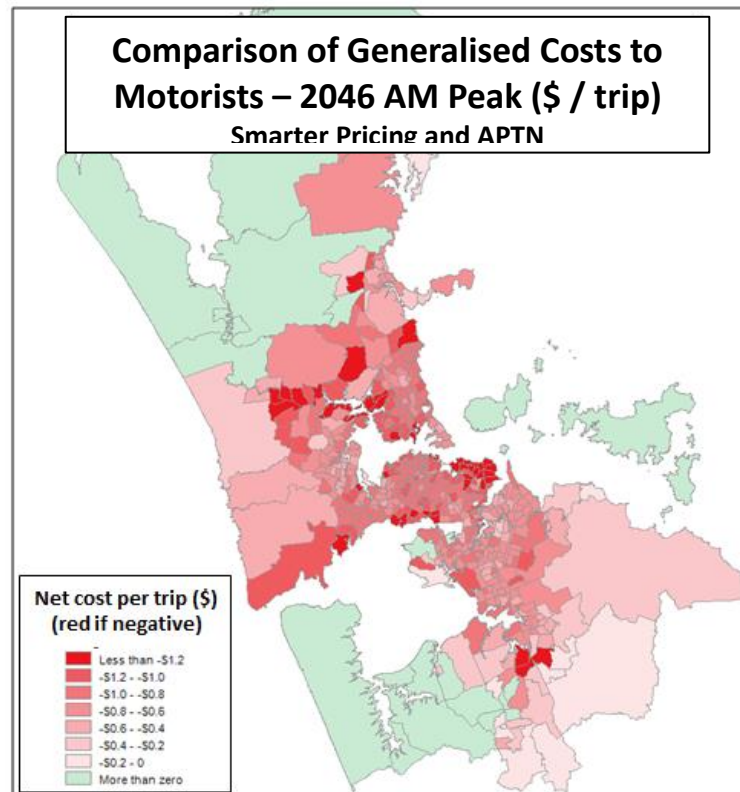 Comparison of Generalised Costs to
Motorists – 2046 AM Peak ($ / trip)
Smarter Pricing and APTN
Net cost per trip ($)
(red if negative)
Less than -$1.2
-$1.2 - -$1.0
-$1.0 - -$0.8
-$0.8 - -$0.6
-$0.6 - -$0.4
-$0.4 - -$0.2
-$0.2 - 0
More than zero